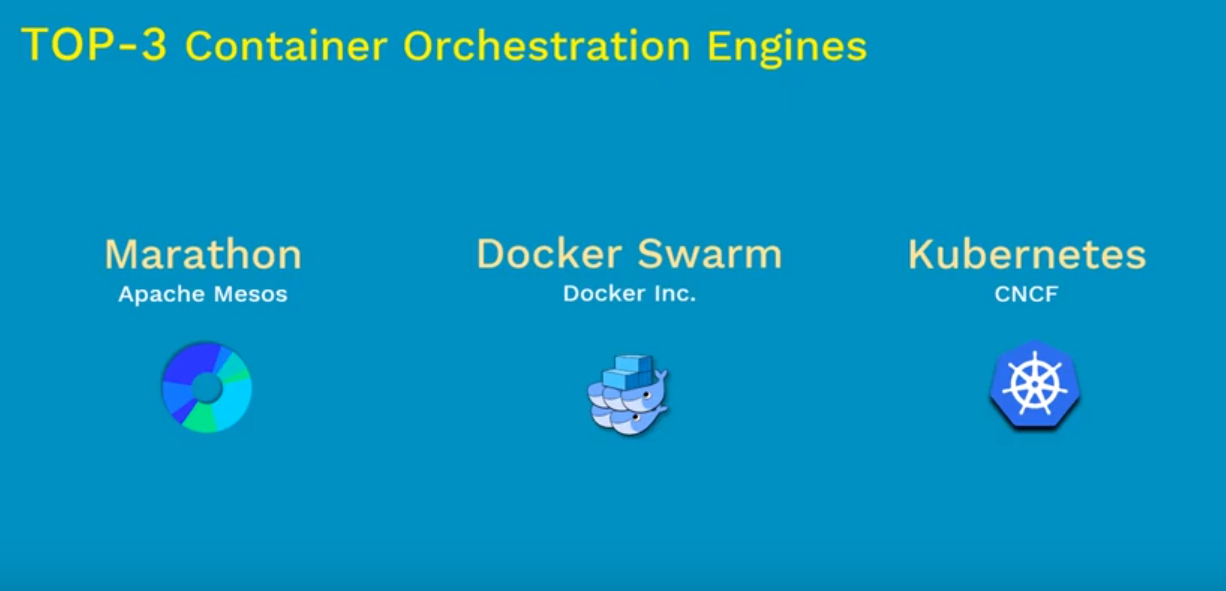 TOP-3 Container Orchestration Engines
Marathon
Apache Mesos
Docker Swarm
Docker Inc.
Kubernetes
CNCF